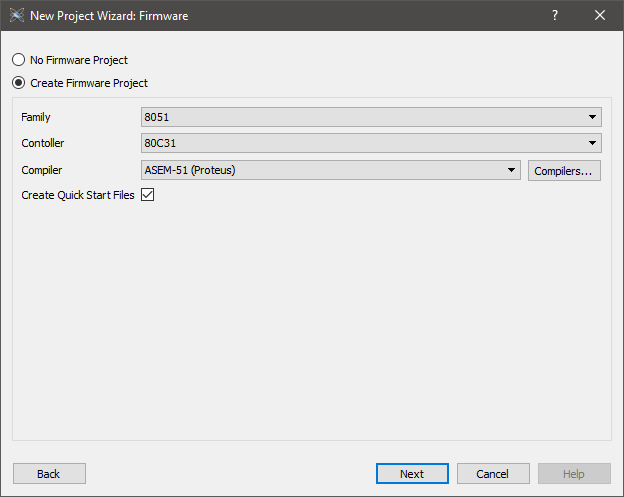 New Project Wizard: Firmware
No Firmware Project
Create Firmware Project
Family 8051
Contoller 80C31
Compiler ASEM-51 (Proteus) Compilers...
Create Quick Start Files
Back Next Cancel Help